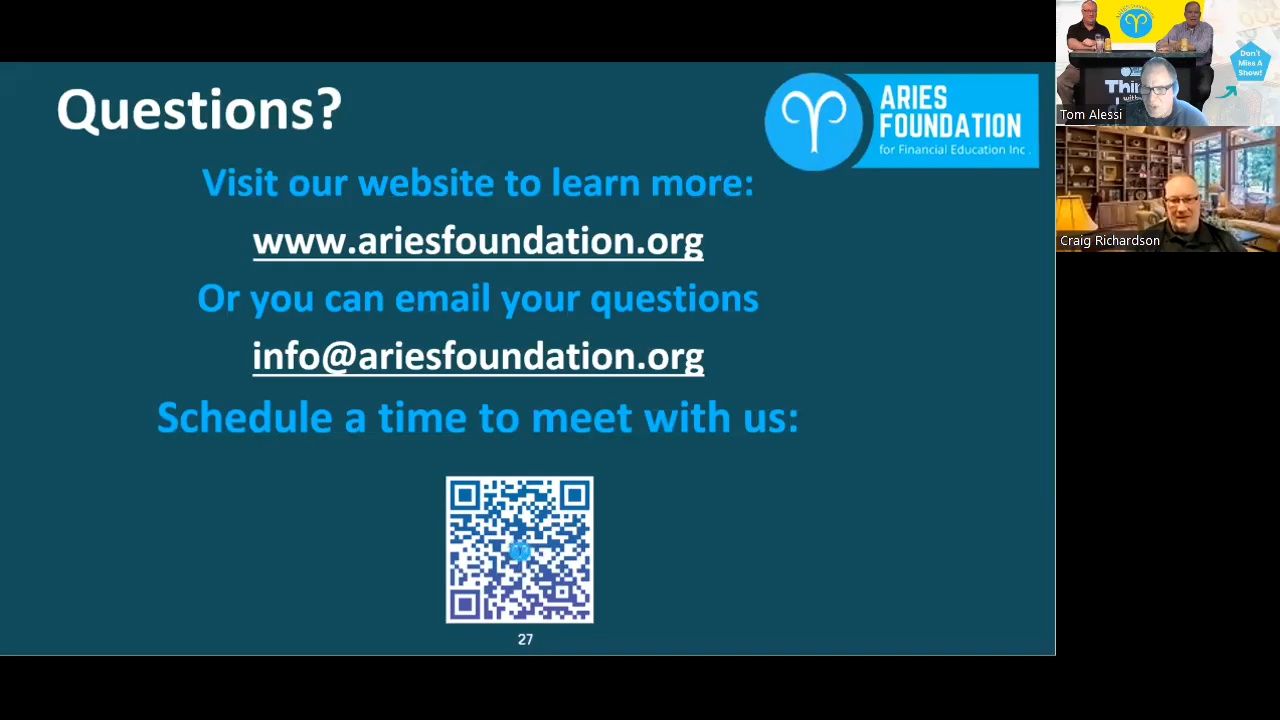 Questions?
ARIES
FOUNDATION
for Financial Education Inc.
Visit our website to learn more:
www.ariesfoundation.org
Or you can email your questions
info@ariesfoundation.org
Schedule a time to meet with us:
27
Don't
Miss A
Show!
Tom Alessi
Craig Richardson